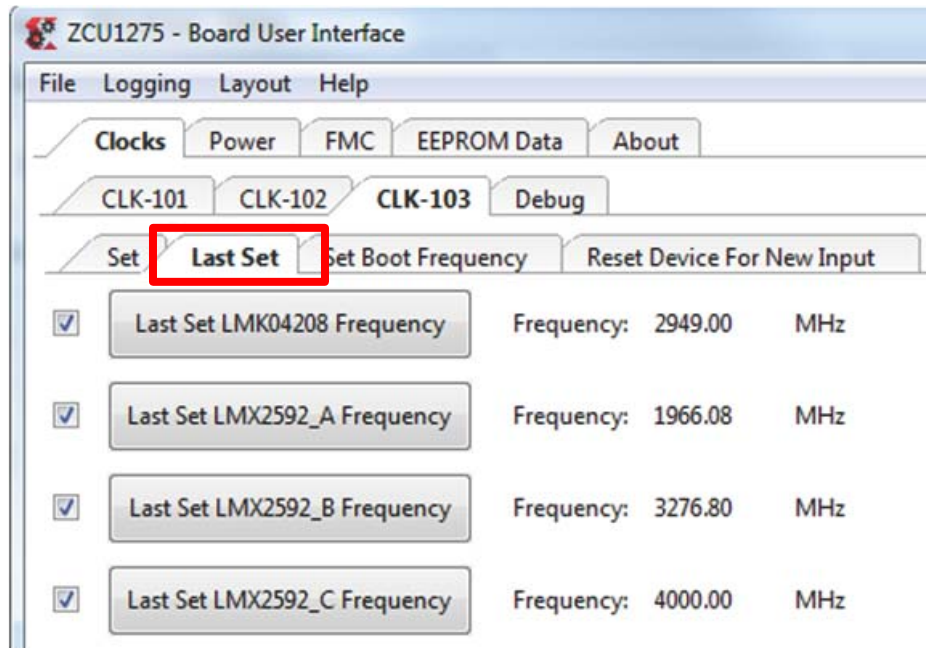 ZCU1275 - Board User Interface
File Logging Layout Help
Clocks Power FMC EEPROM Data About
CLK-101 CLK-102 CLK-103 Debug
Set Last Set Set Boot Frequency Reset Device For New Input
Last Set LMK04208 Frequency Frequency: 2949.00 MHz
Last Set LMX2592_A Frequency Frequency: 1966.08 MHz
Last Set LMX2592_B Frequency Frequency: 3276.80 MHz
Last Set LMX2592_C Frequency Frequency: 4000.00 MHz